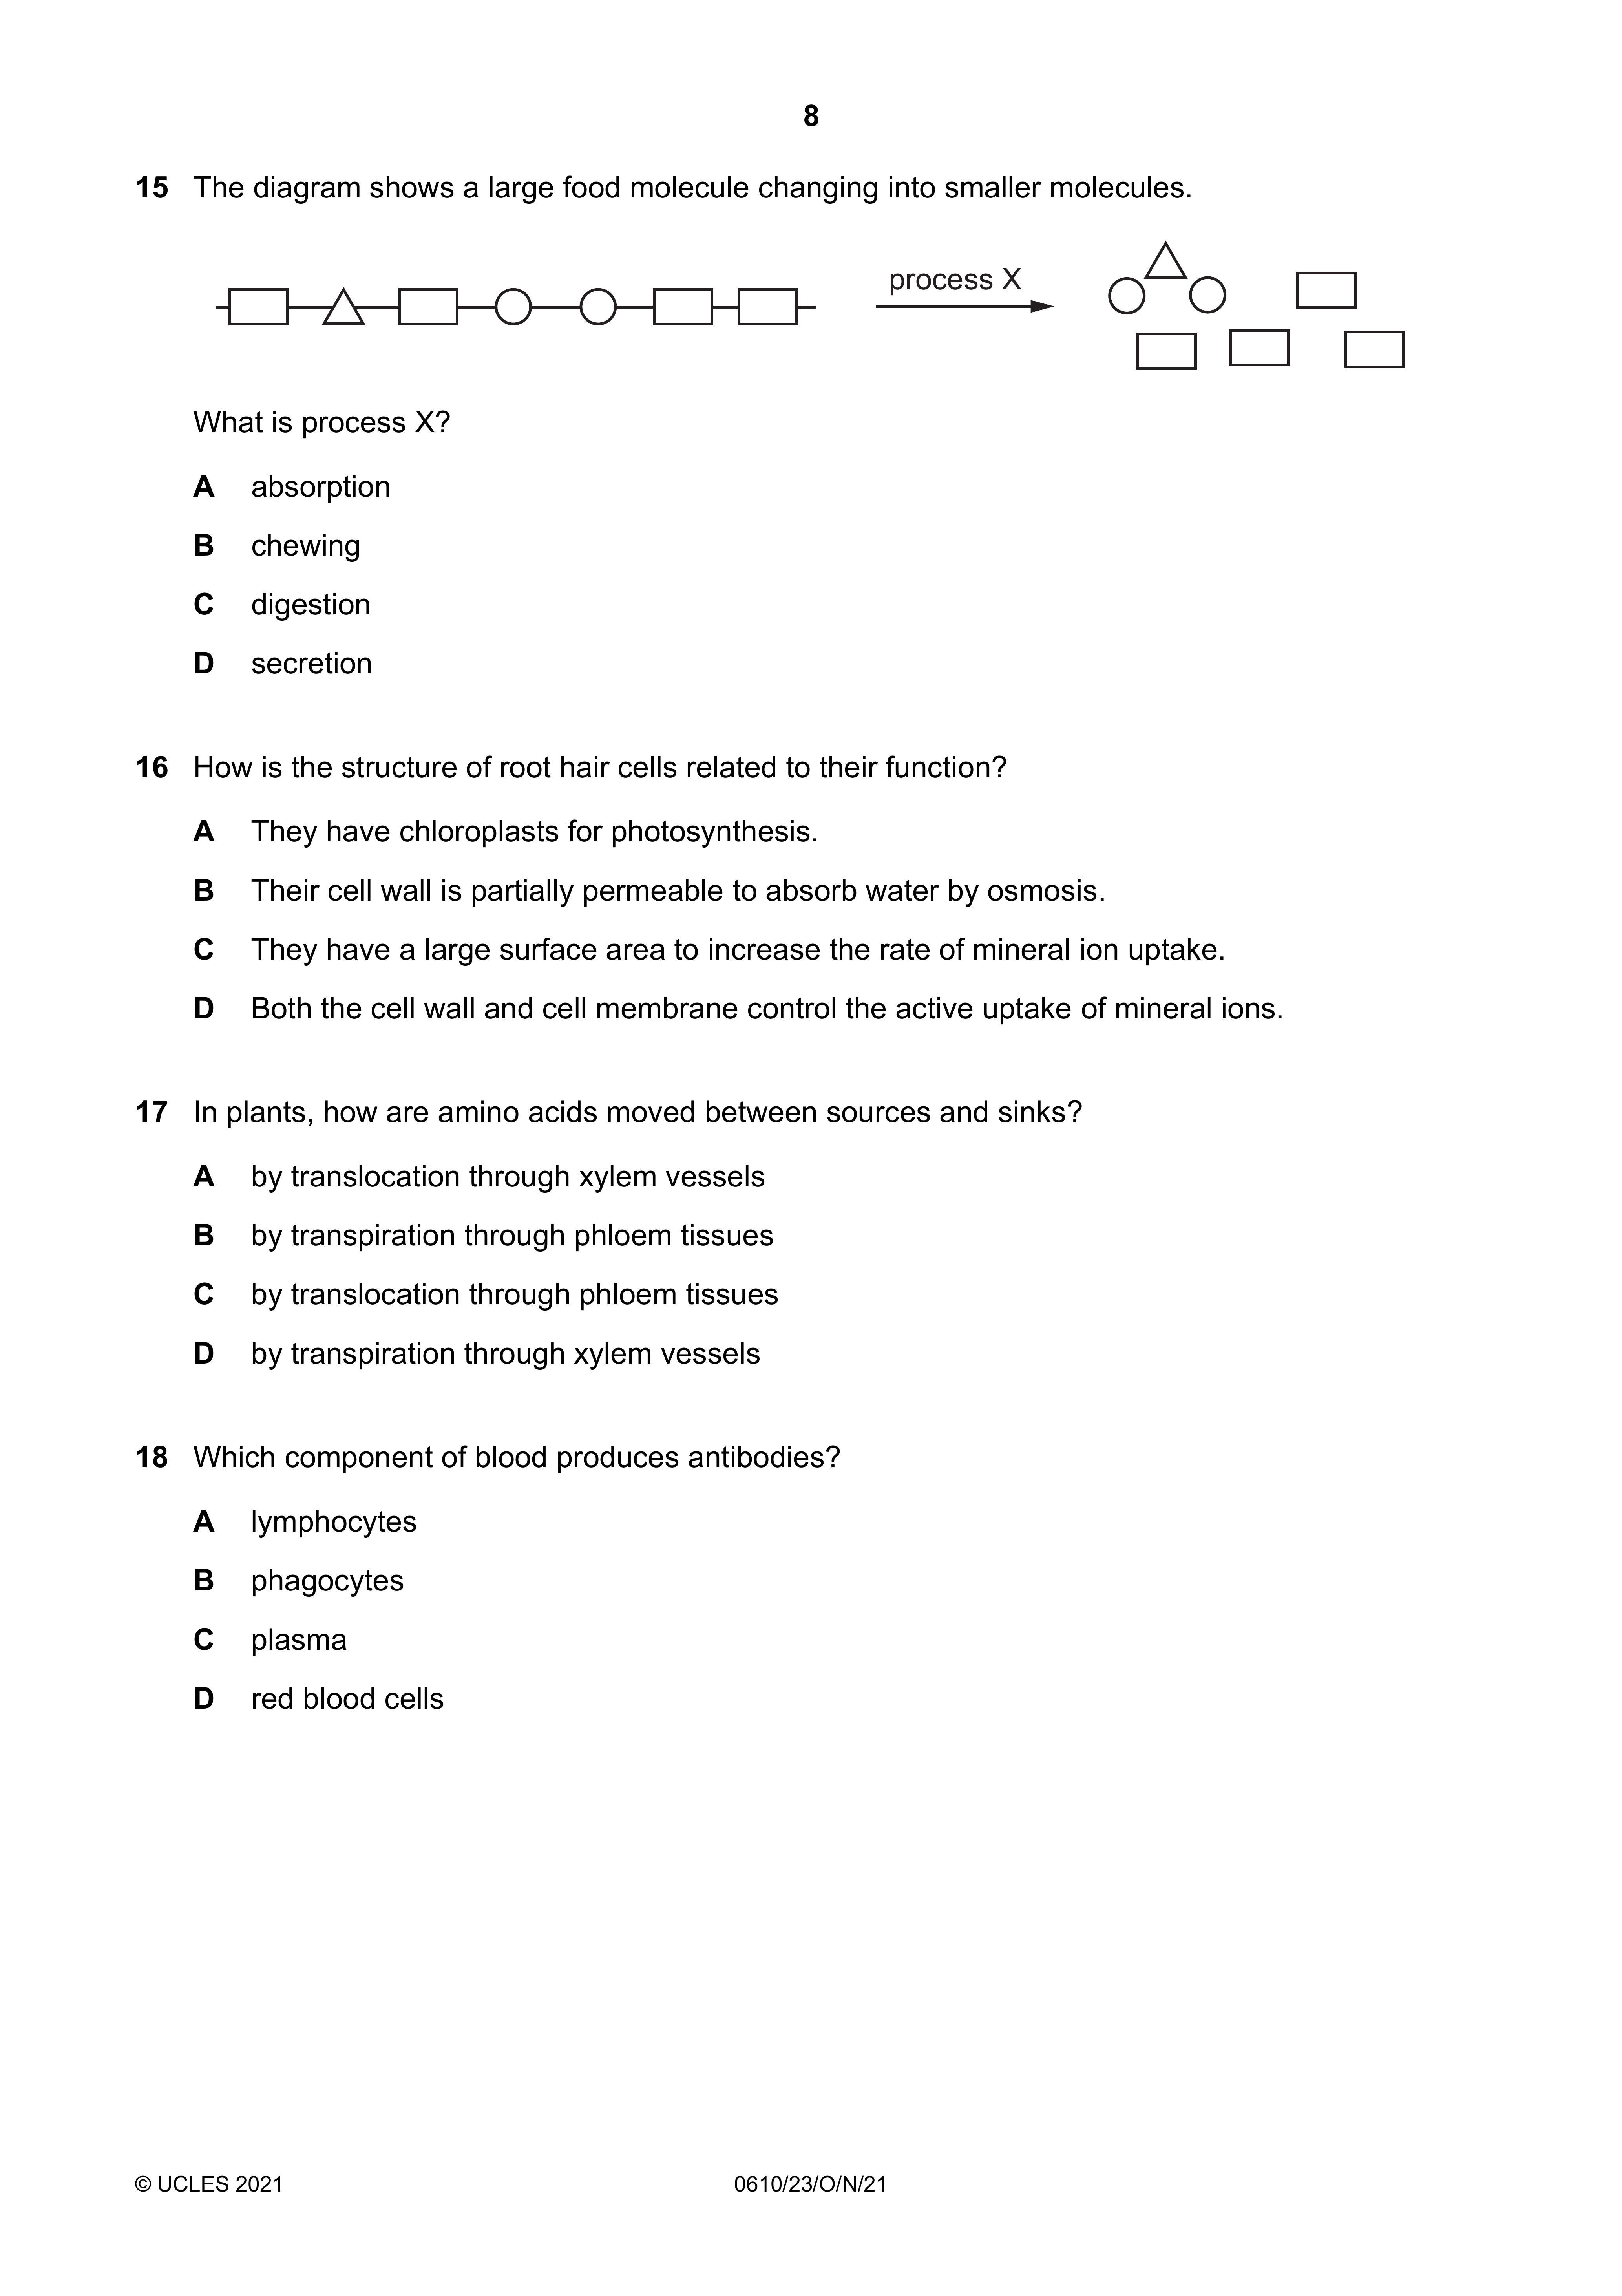 8
15 The diagram shows a large food molecule changing into smaller molecules.
process X
What is process X?
A absorption
B chewing
C digestion
D secretion
16 How is the structure of root hair cells related to their function?
A They have chloroplasts for photosynthesis.
B Their cell wall is partially permeable to absorb water by osmosis.
C They have a large surface area to increase the rate of mineral ion uptake.
D Both the cell wall and cell membrane control the active uptake of mineral ions.
17 In plants, how are amino acids moved between sources and sinks?
A by translocation through xylem vessels
B by transpiration through phloem tissues
C by translocation through phloem tissues
D by transpiration through xylem vessels
18 Which component of blood produces antibodies?
A lymphocytes
B phagocytes
C plasma
D red blood cells
© UCLES 2021 0610/23/O/N/21